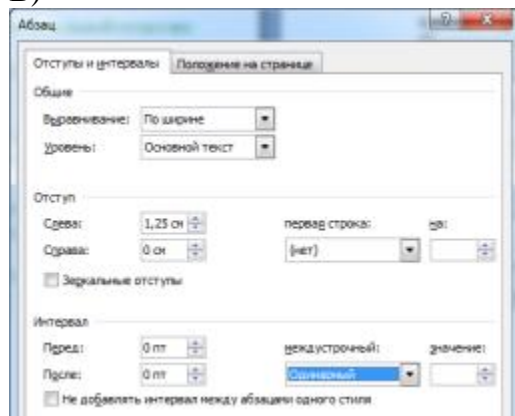 Абзац
Отступы и интервалы Положение на странице
Общие
Выравнивание: По ширине
Уровень: Основной текст
Отступ
Слева: 1,25 см первая строка: на:
Справа: 0 см (нет)
Зеркальные отступы
Интервал
Перед: 0 пт междустрочный: значение:
После: 0 пт Одинарный
Не добавлять интервал между абзацами одного стиля